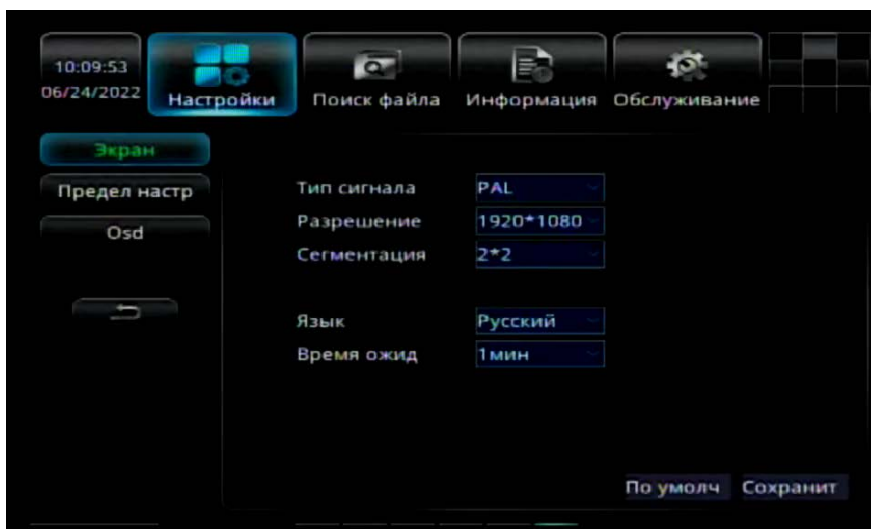 10:09:53
06/24/2022
Настройки
Поиск файла
Информация
Обслуживание
Экран
Предел настр
Osd
Тип сигнала PAL
Разрешение 1920*1080
Сегментация 2*2
Язык Русский
Время ожид 1мин
По умолч Сохранит